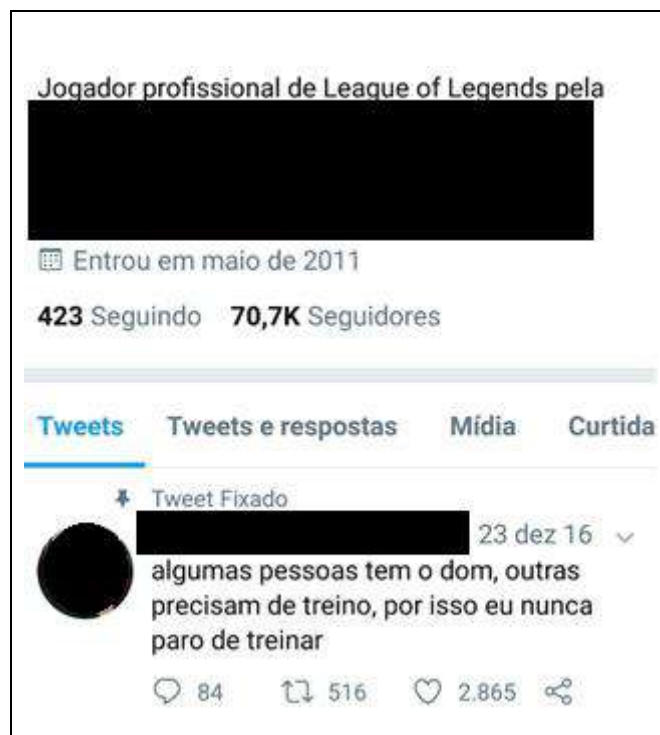 Jogador profissional de League of Legends pela
Entrou em maio de 2011
423 Seguindo 70,7K Seguidores
Tweets Tweets e respostas Mídia Curtida
Tweet Fixado
23 dez 16
algumas pessoas tem o dom, outras
precisam de treino, por isso eu nunca
paro de treinar
84 516 2.865